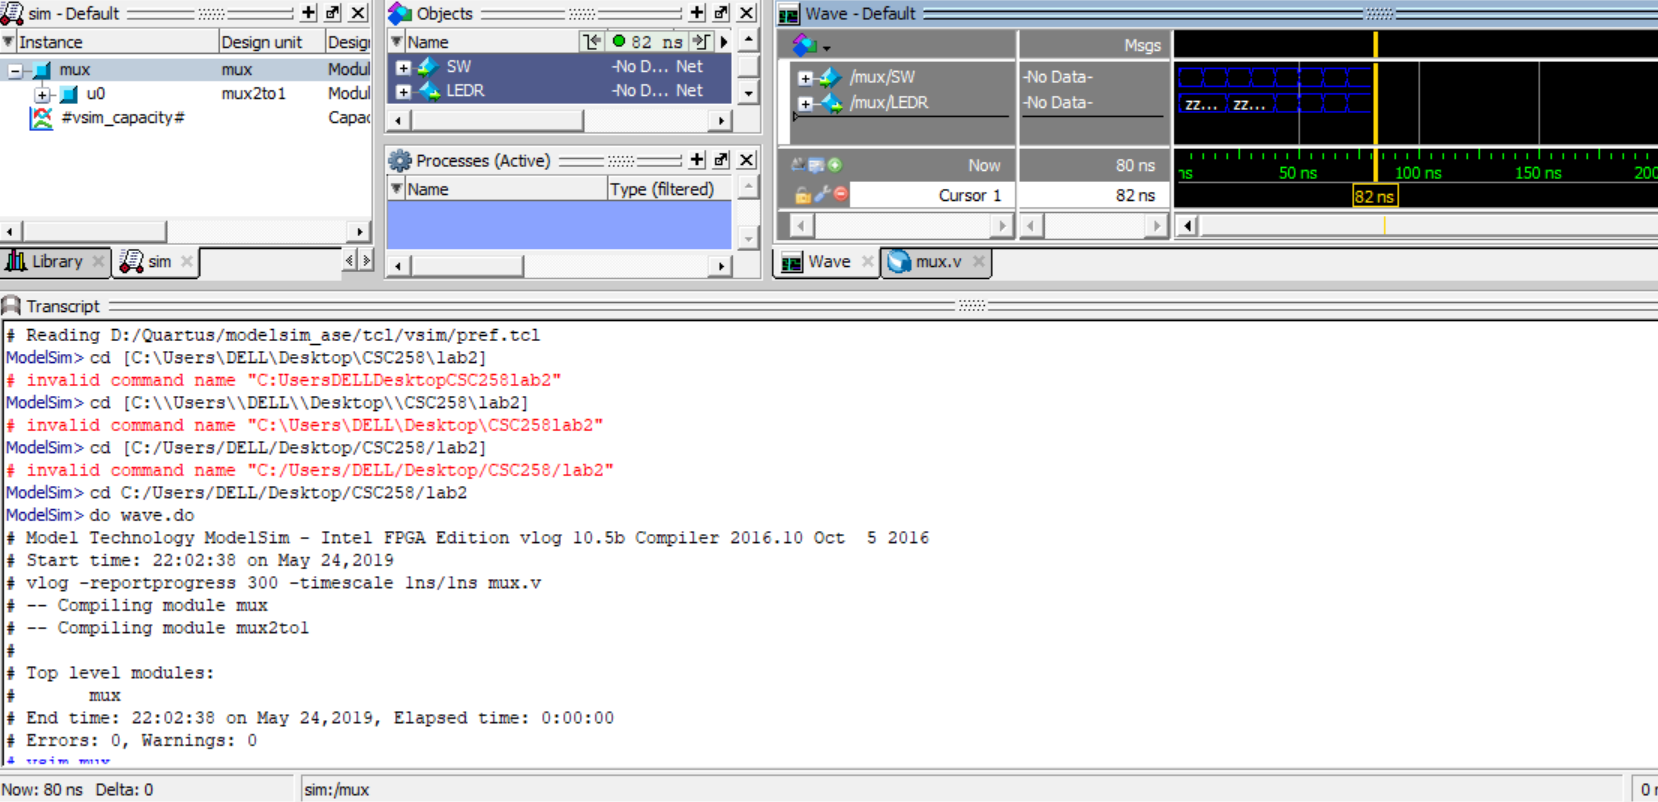 sim - Default
Instance Design unit Desig
mux mux Modul
u0 mux2to1 Modul
#vsim_capacity# Capac
Library sim
Objects
Name 82 ns
SW -No D... Net
LEDR -No D... Net
Processes (Active)
Name Type (filtered)
Wave - Default
Msgs
/mux/SW -No Data-
/mux/LEDR -No Data- zz... zz...
Now 80 ns
ns 50 ns 100 ns 150 ns 200
Cursor 1 82 ns 82 ns
Wave mux.v
Transcript
# Reading D:/Quartus/modelsim_ase/tcl/vsim/pref.tcl
ModelSim> cd [C:\Users\DELL\Desktop\CSC258\lab2]
# invalid command name "C:UsersDELLDesktopCSC258lab2"
ModelSim> cd [C:\\Users\\DELL\\Desktop\\CSC258\lab2]
# invalid command name "C:\Users\DELL\Desktop\CSC258lab2"
ModelSim> cd [C:/Users/DELL/Desktop/CSC258/lab2]
# invalid command name "C:/Users/DELL/Desktop/CSC258/lab2"
ModelSim> cd C:/Users/DELL/Desktop/CSC258/lab2
ModelSim> do wave.do
# Model Technology ModelSim - Intel FPGA Edition vlog 10.5b Compiler 2016.10 Oct  5 2016
# Start time: 22:02:38 on May 24,2019
# vlog -reportprogress 300 -timescale 1ns/1ns mux.v
# -- Compiling module mux
# -- Compiling module mux2to1
#
# Top level modules:
#       mux
# End time: 22:02:38 on May 24,2019, Elapsed time: 0:00:00
# Errors: 0, Warnings: 0
# vsim mux
Now: 80 ns  Delta: 0 sim:/mux 0 n